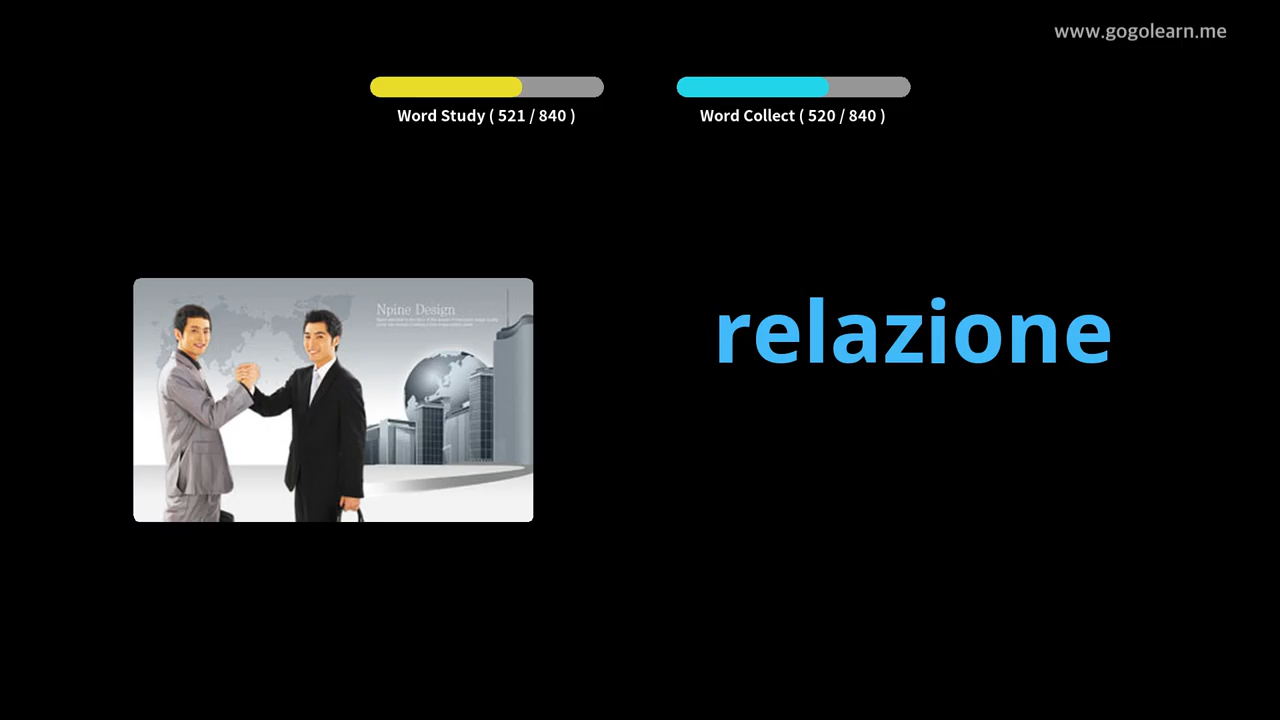 www.gogolearn.me
Word Study ( 521 / 840 )
Word Collect ( 520 / 840 )
Npine Design
relazione